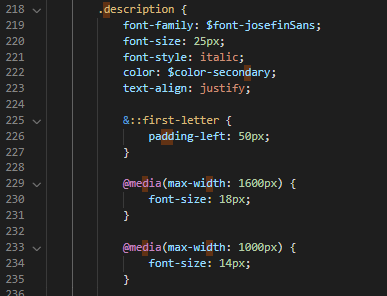 218 .description {
219 font-family: $font-josefinSans;
220 font-size: 25px;
221 font-style: italic;
222 color: $color-secondary;
223 text-align: justify;
224
225 &::first-letter {
226 padding-left: 50px;
227 }
228
229 @media(max-width: 1600px) {
230 font-size: 18px;
231 }
232
233 @media(max-width: 1000px) {
234 font-size: 14px;
235 }
236